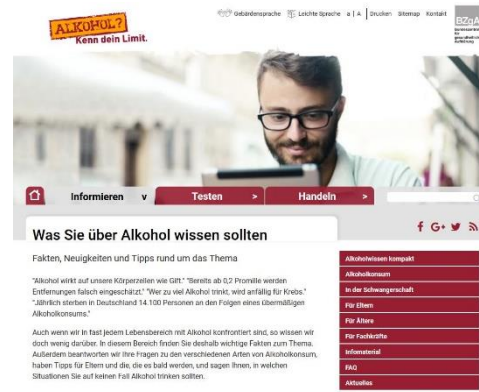 ALKOHOL?
Kenn dein Limit.
Gebärdensprache Leichte Sprache a | A Drucken Sitemap Kontakt
BZgA
Informieren v Testen > Handeln >
Was Sie über Alkohol wissen sollten
Fakten, Neuigkeiten und Tipps rund um das Thema
"Alkohol wirkt auf unsere Körperzellen wie Gift." "Bereits ab 0,2 Promille werden
Entfernungen falsch eingeschätzt." "Wer zu viel Alkohol trinkt, wird anfällig für Krebs."
"Jährlich sterben in Deutschland 14.100 Personen an den Folgen eines übermäßigen
Alkoholkonsums."
Auch wenn wir in fast jedem Lebensbereich mit Alkohol konfrontiert sind, so wissen wir
doch wenig darüber. In diesem Bereich finden Sie deshalb wichtige Fakten zum Thema.
Außerdem beantworten wir Ihre Fragen zu den verschiedenen Arten von Alkoholkonsum,
haben Tipps für Eltern und die, die es bald werden, und sagen Ihnen, in welchen
Situationen Sie auf keinen Fall Alkohol trinken sollten.
Alkoholwissen kompakt
Alkoholkonsum
In der Schwangerschaft
Für Eltern
Für Ältere
Für Fachkräfte
Infomaterial
FAQ
Aktuelles